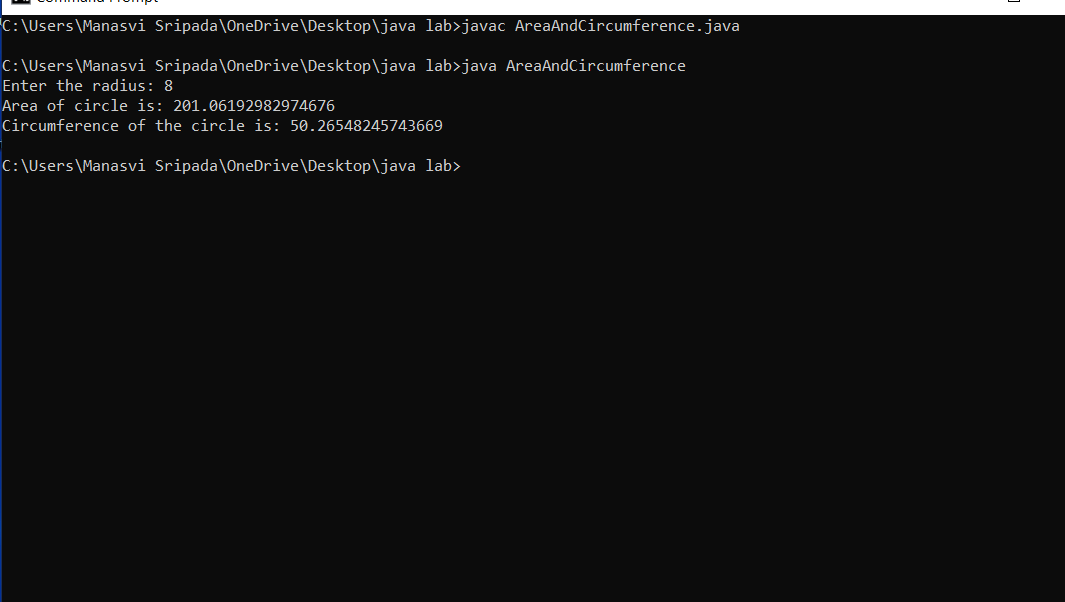 Command Prompt
C:\Users\Manasvi Sripada\OneDrive\Desktop\java lab>javac AreaAndCircumference.java
C:\Users\Manasvi Sripada\OneDrive\Desktop\java lab>java AreaAndCircumference
Enter the radius: 8
Area of circle is: 201.06192982974676
Circumference of the circle is: 50.26548245743669
C:\Users\Manasvi Sripada\OneDrive\Desktop\java lab>